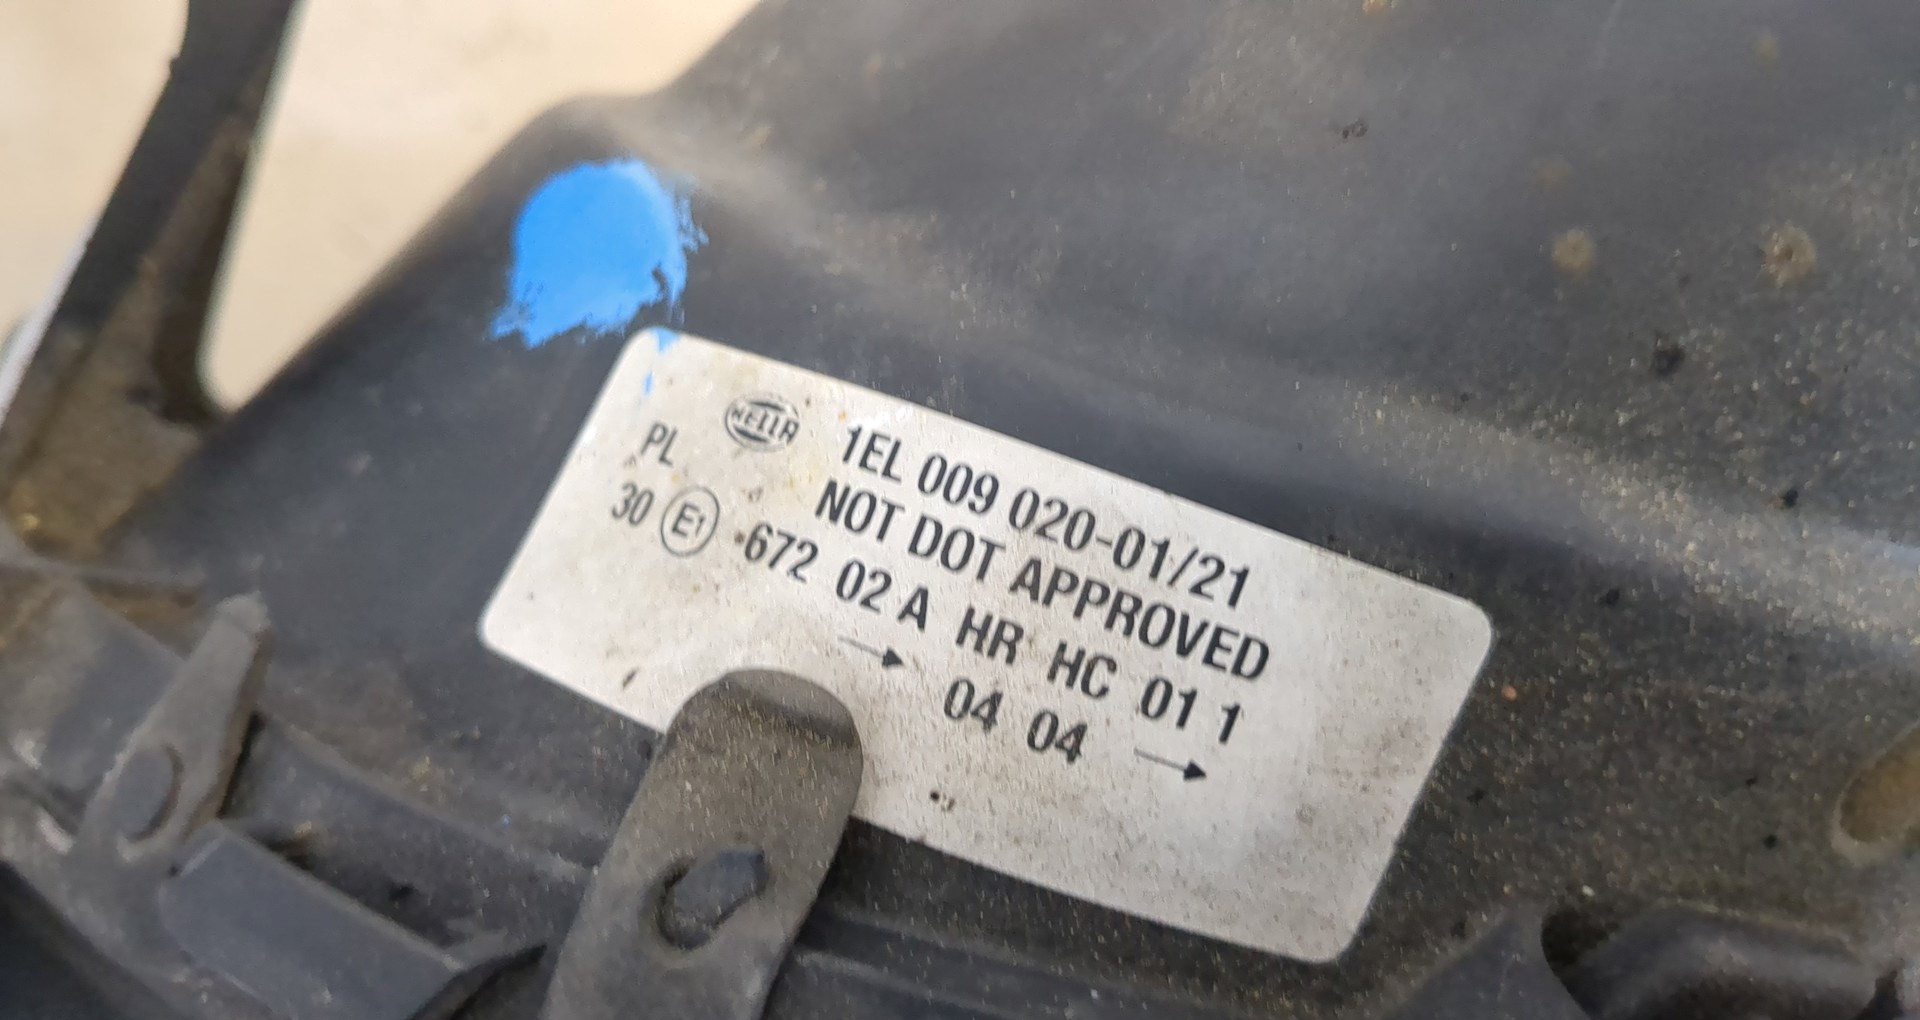 HELLA 1EL 009 020-01/21
PL NOT DOT APPROVED
30 E1 672 02 A HR HC 01 1
→ 04 04 →